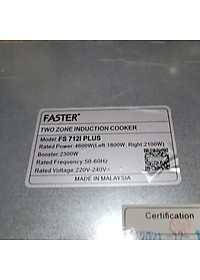 FASTER
TWO ZONE INDUCTION COOKER
Model: FS 712I PLUS
Rated Power: 4600W(Left:1800W; Right:2100W)
Booster: 2300W
Rated Frequency: 50-60Hz
Rated Voltage: 220V-240V~
MADE IN MALAYSIA
Certification